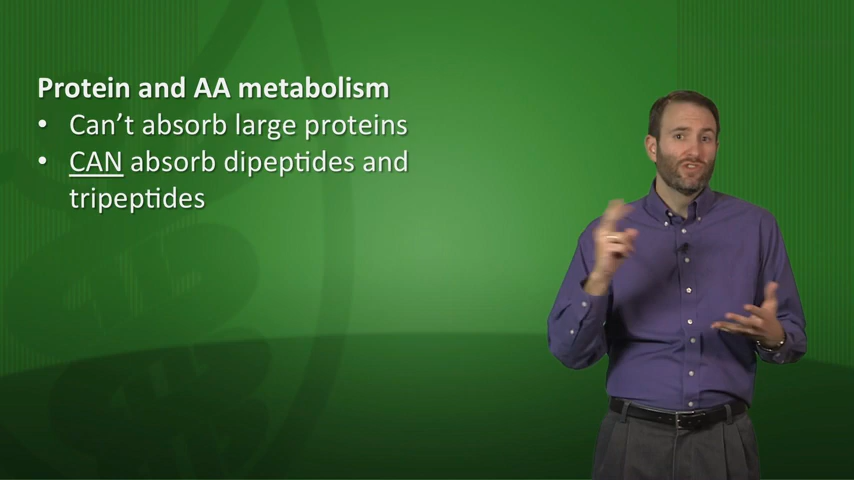 Protein and AA metabolism
• Can't absorb large proteins
• CAN absorb dipeptides and
tripeptides